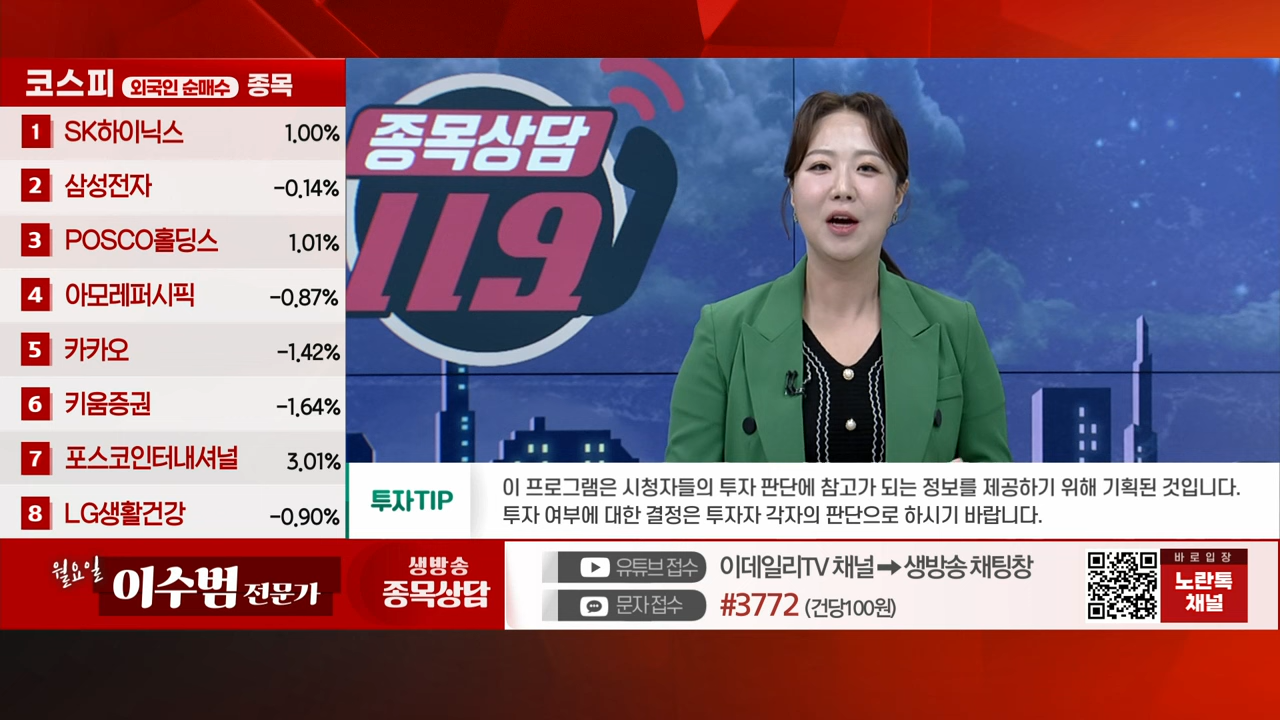 코스피 외국인 순매수 종목
1 SK하이닉스 1.00%
2 삼성전자 -0.14%
3 POSCO홀딩스 1.01%
4 아모레퍼시픽 -0.87%
5 카카오 -1.42%
6 키움증권 -1.64%
7 포스코인터내셔널 3.01%
8 LG생활건강 -0.90%
종목상담
119
투자TIP
이 프로그램은 시청자들의 투자 판단에 참고가 되는 정보를 제공하기 위해 기획된 것입니다.
투자 여부에 대한 결정은 투자자 각자의 판단으로 하시기 바랍니다.
월요일 이수범 전문가
생방송
종목상담
유튜브 접수 이데일리TV 채널 ➡ 생방송 채팅창
문자 접수 #3772 (건당100원)
바로입장
노란톡
채널